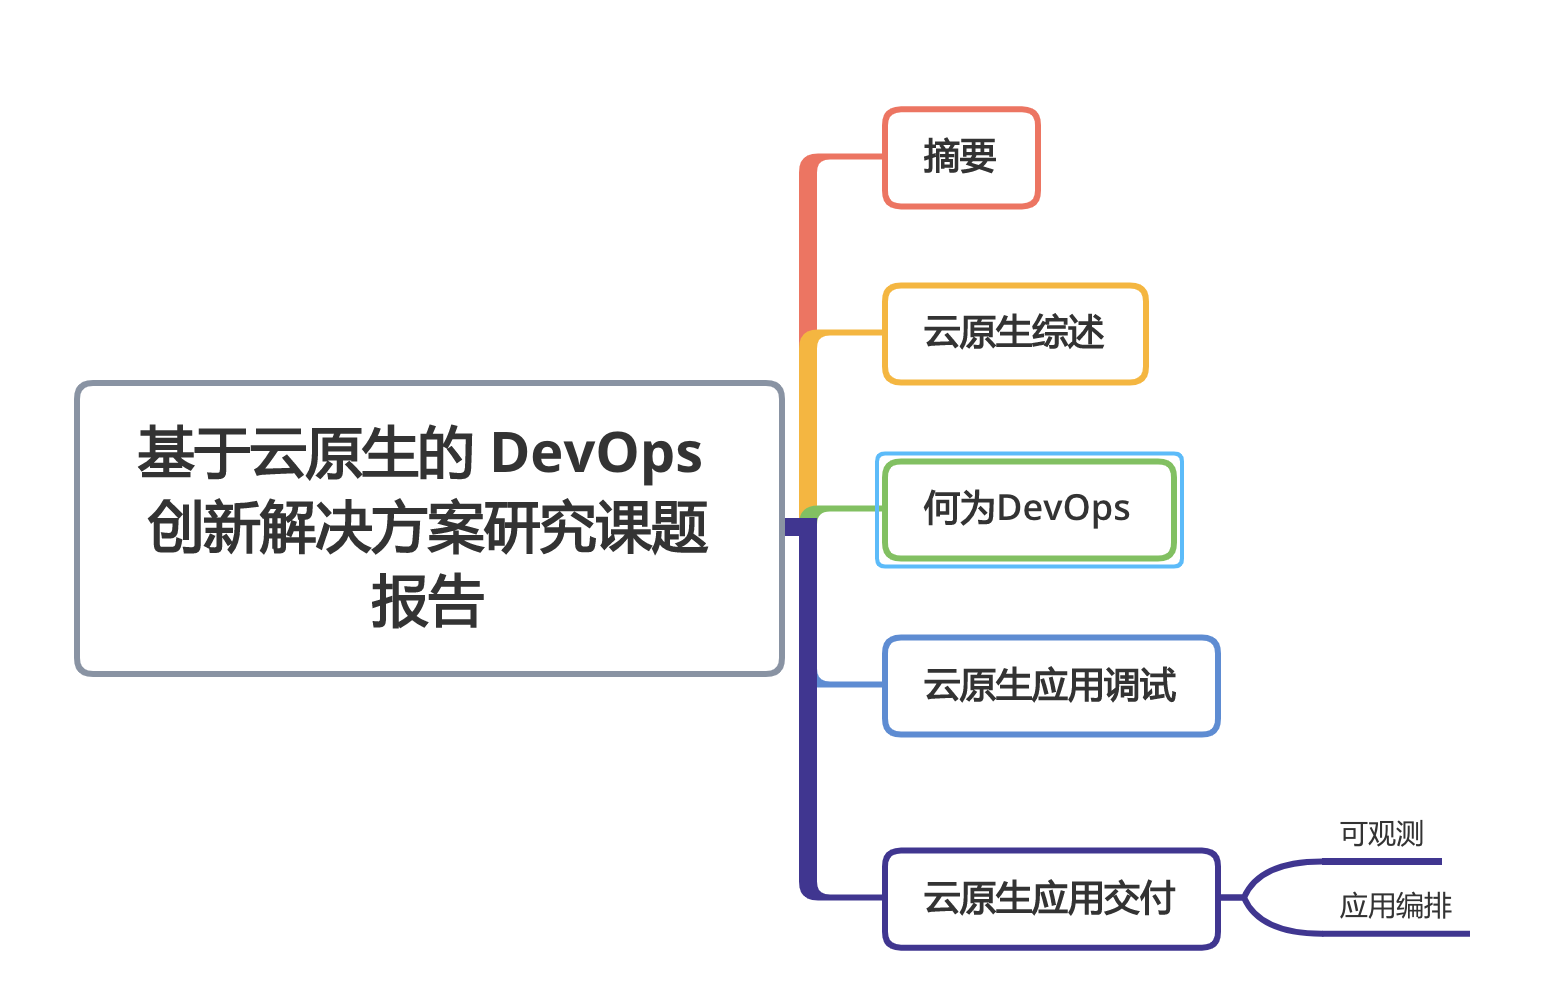 基于云原生的 DevOps
创新解决方案研究课题
报告
摘要
云原生综述
何为DevOps
云原生应用调试
云原生应用交付
可观测
应用编排